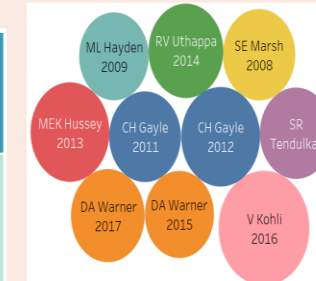 ML Hayden
2009
RV Uthappa
2014
SE Marsh
2008
MEK Hussey
2013
CH Gayle
2011
CH Gayle
2012
SR
Tendulka
DA Warner
2017
DA Warner
2015
V Kohli
2016